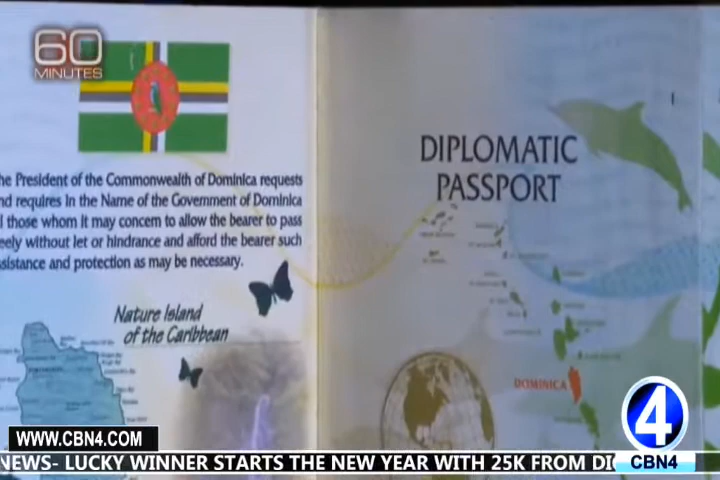 60
MINUTES
he President of the Commonwealth of Dominica requests
nd requires in the Name of the Government of Dominica
l those whom it may concern to allow the bearer to pass
eely without let or hindrance and afford the bearer such
ssistance and protection as may be necessary.
Nature Island
of the Caribbean
DIPLOMATIC
PASSPORT
DOMINICA
WWW.CBN4.COM
4
NEWS- LUCKY WINNER STARTS THE NEW YEAR WITH 25K FROM DI
CBN4